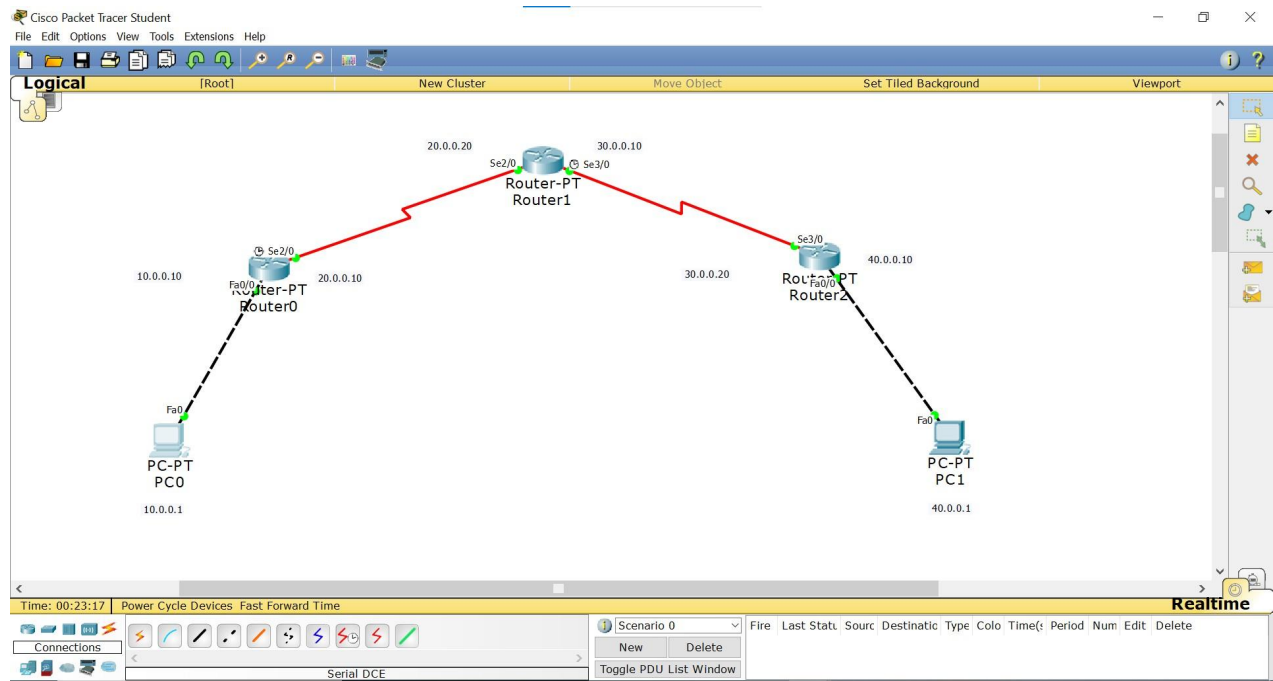 Cisco Packet Tracer Student
File Edit Options View Tools Extensions Help
Logical [Root] New Cluster Move Object Set Tiled Background Viewport
20.0.0.20 30.0.0.10
Se2/0 Se3/0
Router-PT
Router1
Se2/0
10.0.0.10 20.0.0.10
Fa0/0
Router-PT
Router0
Se3/0
40.0.0.10
30.0.0.20
Router-PT
Fa0/0
Router2
Fa0
PC-PT
PC0
10.0.0.1
Fa0
PC-PT
PC1
40.0.0.1
Time: 00:23:17 Power Cycle Devices Fast Forward Time Realtime
Connections
Serial DCE
Scenario 0
New Delete
Toggle PDU List Window
Fire Last Statu Sourc Destinatic Type Colo Time(s Period Num Edit Delete